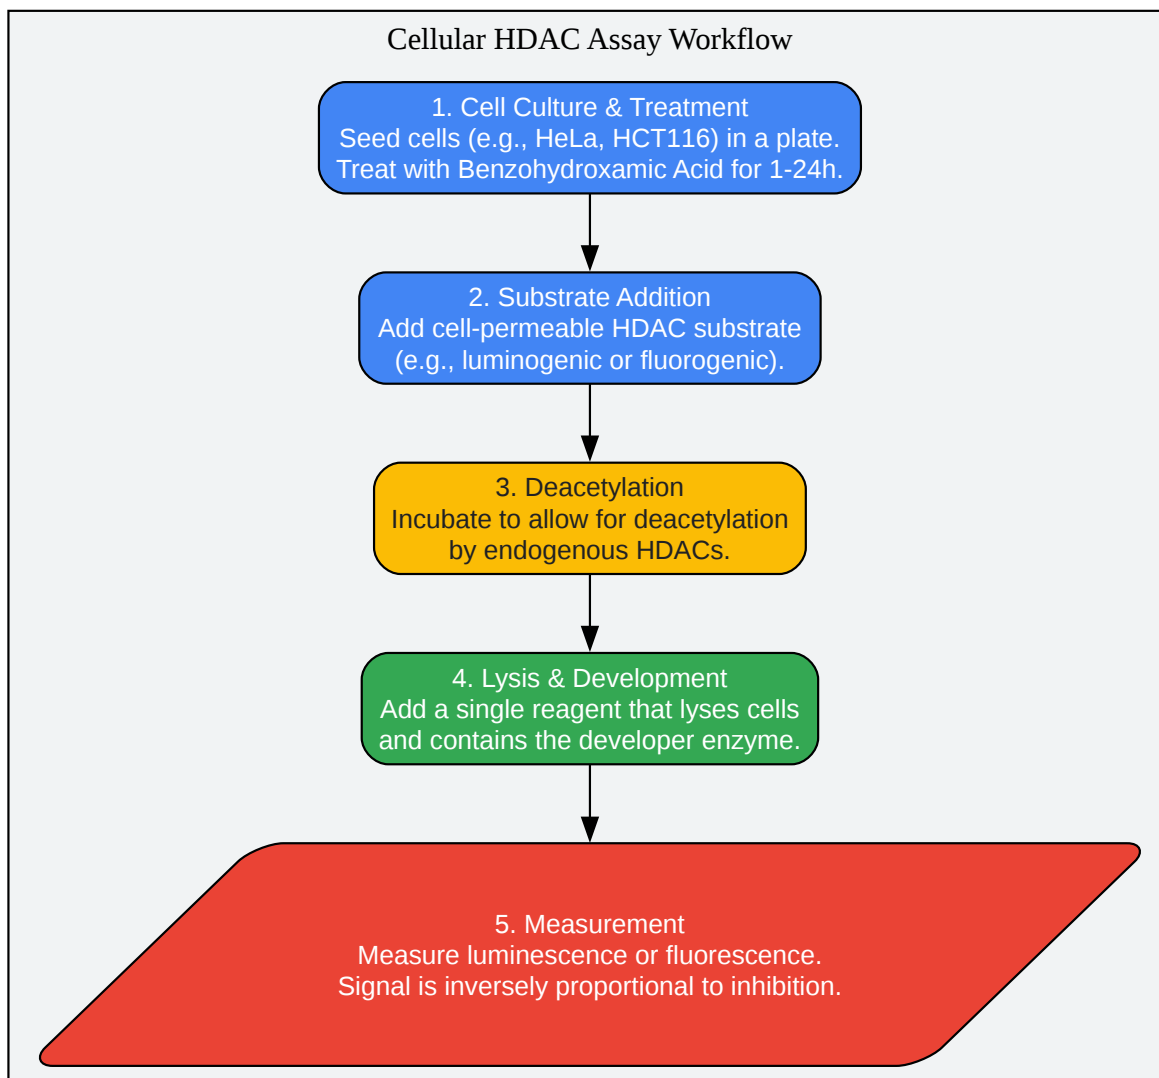 Cellular HDAC Assay Workflow
1. Cell Culture & Treatment
Seed cells (e.g., HeLa, HCT116) in a plate.
Treat with Benzohydroxamic Acid for 1-24h.
2. Substrate Addition
Add cell-permeable HDAC substrate
(e.g., luminogenic or fluorogenic).
3. Deacetylation
Incubate to allow for deacetylation
by endogenous HDACs.
4. Lysis & Development
Add a single reagent that lyses cells
and contains the developer enzyme.
5. Measurement
Measure luminescence or fluorescence.
Signal is inversely proportional to inhibition.